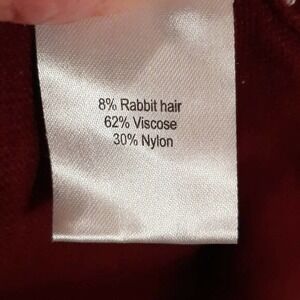 8% Rabbit hair
62% Viscose
30% Nylon